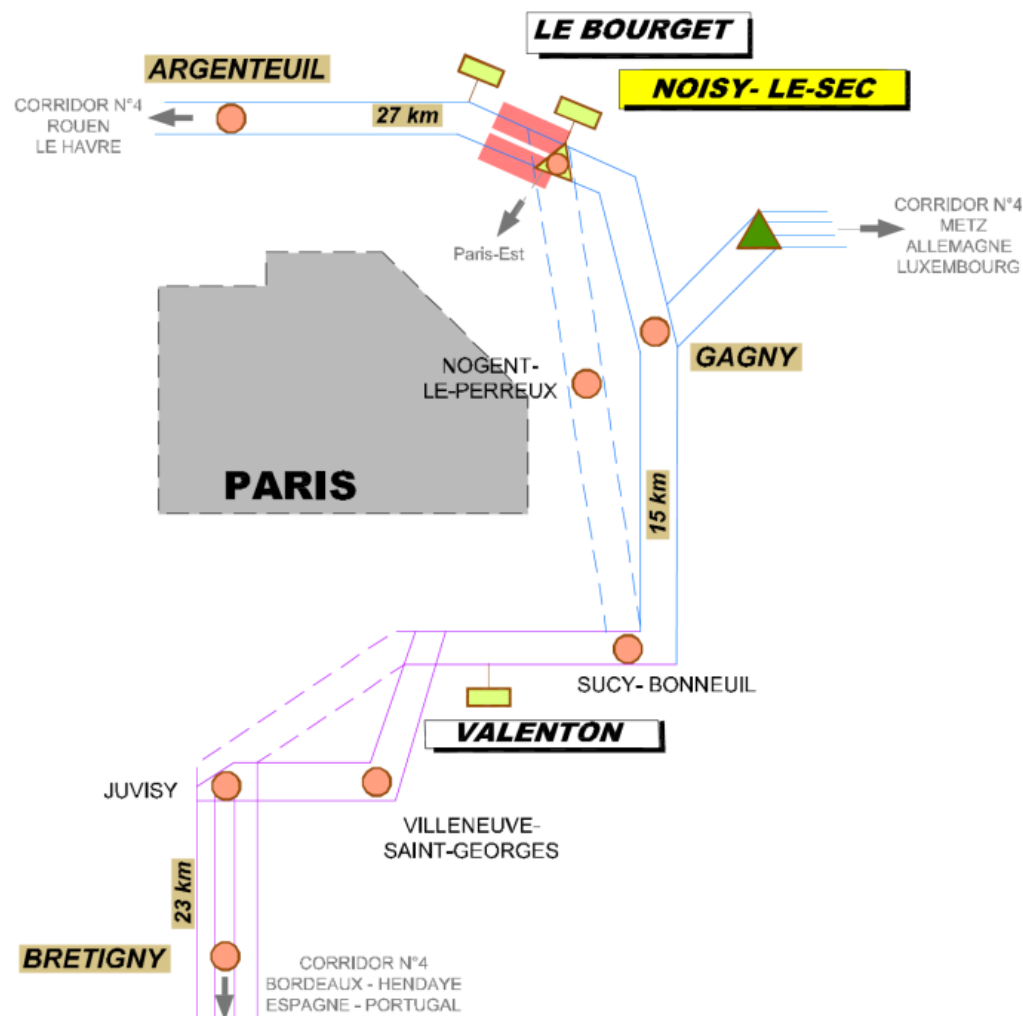 LE BOURGET
ARGENTEUIL
NOISY- LE-SEC
CORRIDOR N°4
ROUEN
LE HAVRE
27 km
CORRIDOR N°4
METZ
ALLEMAGNE
LUXEMBOURG
Paris-Est
GAGNY
NOGENT-
LE-PERREUX
PARIS
15 km
SUCY- BONNEUIL
VALENTON
JUVISY
VILLENEUVE-
SAINT-GEORGES
23 km
BRETIGNY
CORRIDOR N°4
BORDEAUX - HENDAYE
ESPAGNE - PORTUGAL